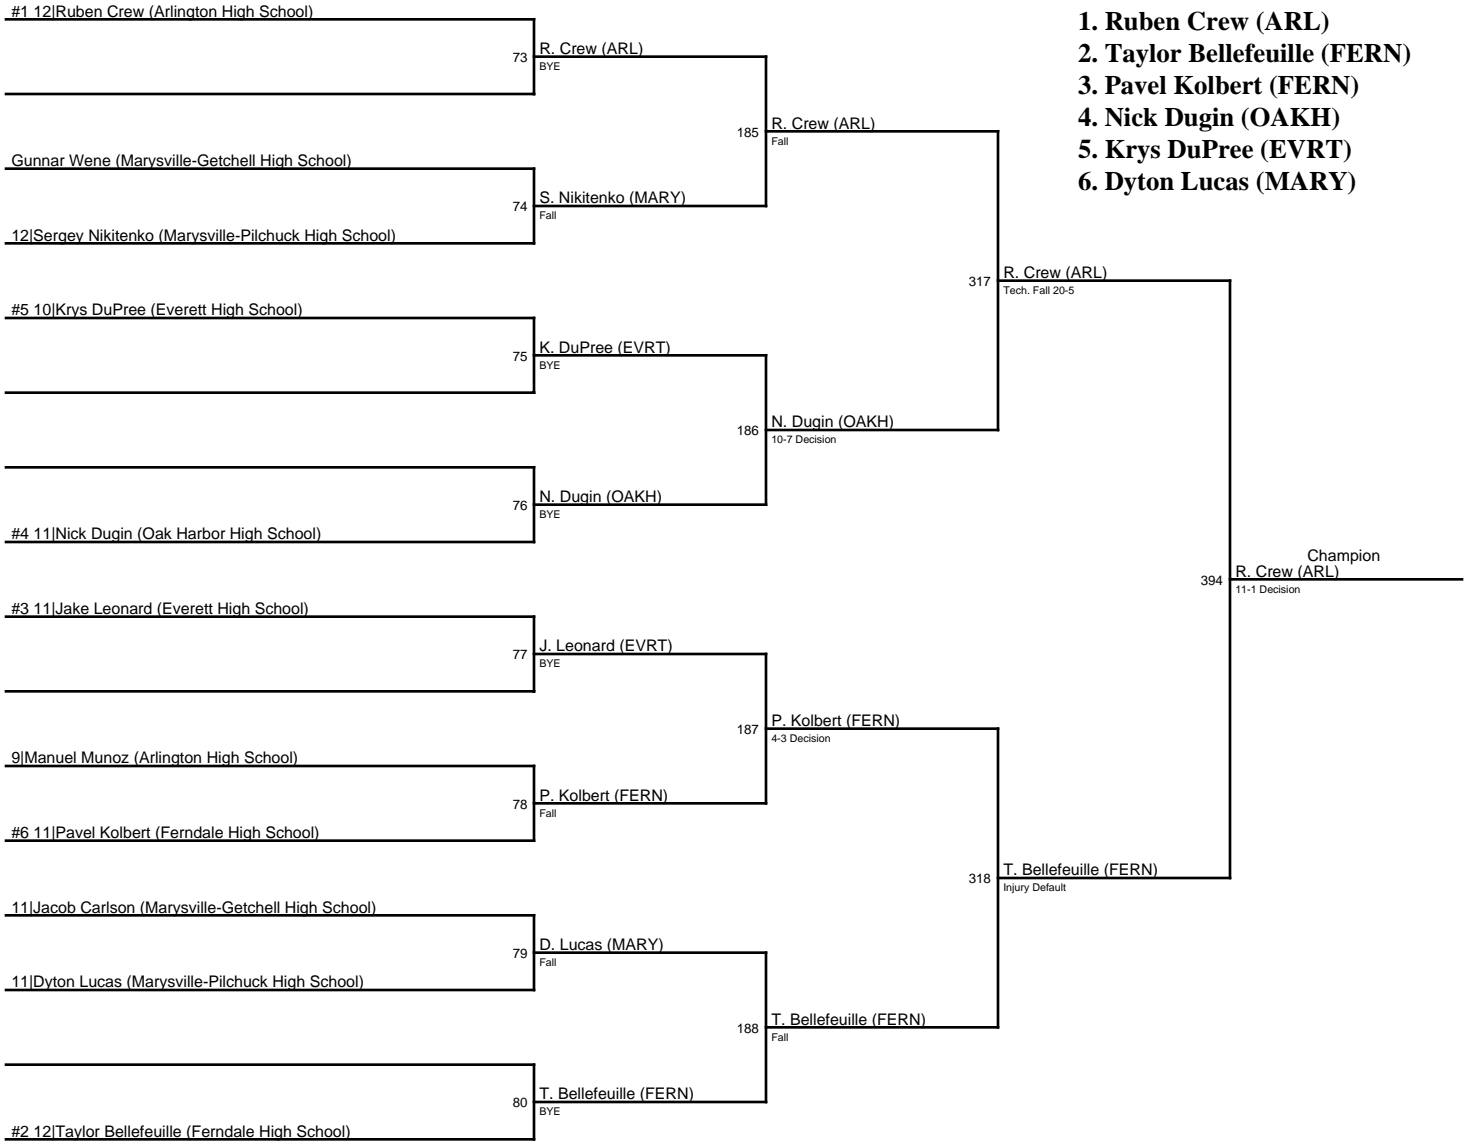 #1 12|Ruben Crew (Arlington High School)
1. Ruben Crew (ARL)
2. Taylor Bellefeuille (FERN)
3. Pavel Kolbert (FERN)
4. Nick Dugin (OAKH)
5. Krys DuPree (EVRT)
6. Dyton Lucas (MARY)
73 R. Crew (ARL)
BYE
185 R. Crew (ARL)
Fall
Gunnar Wene (Marysville-Getchell High School)
74 S. Nikitenko (MARY)
Fall
12|Sergey Nikitenko (Marysville-Pilchuck High School)
317 R. Crew (ARL)
Tech. Fall 20-5
#5 10|Krys DuPree (Everett High School)
75 K. DuPree (EVRT)
BYE
186 N. Dugin (OAKH)
10-7 Decision
76 N. Dugin (OAKH)
BYE
#4 11|Nick Dugin (Oak Harbor High School)
Champion
394 R. Crew (ARL)
11-1 Decision
#3 11|Jake Leonard (Everett High School)
77 J. Leonard (EVRT)
BYE
187 P. Kolbert (FERN)
4-3 Decision
9|Manuel Munoz (Arlington High School)
78 P. Kolbert (FERN)
Fall
#6 11|Pavel Kolbert (Ferndale High School)
318 T. Bellefeuille (FERN)
Injury Default
11|Jacob Carlson (Marysville-Getchell High School)
79 D. Lucas (MARY)
Fall
11|Dyton Lucas (Marysville-Pilchuck High School)
188 T. Bellefeuille (FERN)
Fall
80 T. Bellefeuille (FERN)
BYE
#2 12|Taylor Bellefeuille (Ferndale High School)